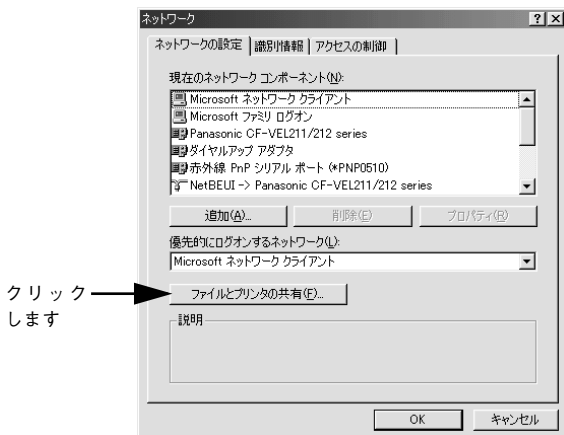 ネットワーク
ネットワークの設定 識別情報 アクセスの制御
現在のネットワーク コンポーネント(N):
Microsoft ネットワーク クライアント
Microsoft ファミリ ログオン
Panasonic CF-VEL211/212 series
ダイヤルアップ アダプタ
赤外線 PnP シリアル ポート (*PNP0510)
NetBEUI -> Panasonic CF-VEL211/212 series
追加(A)... 削除(E) プロパティ(R)
優先的にログオンするネットワーク(L):
Microsoft ネットワーク クライアント
クリック
します
ファイルとプリンタの共有(F)...
説明
OK キャンセル